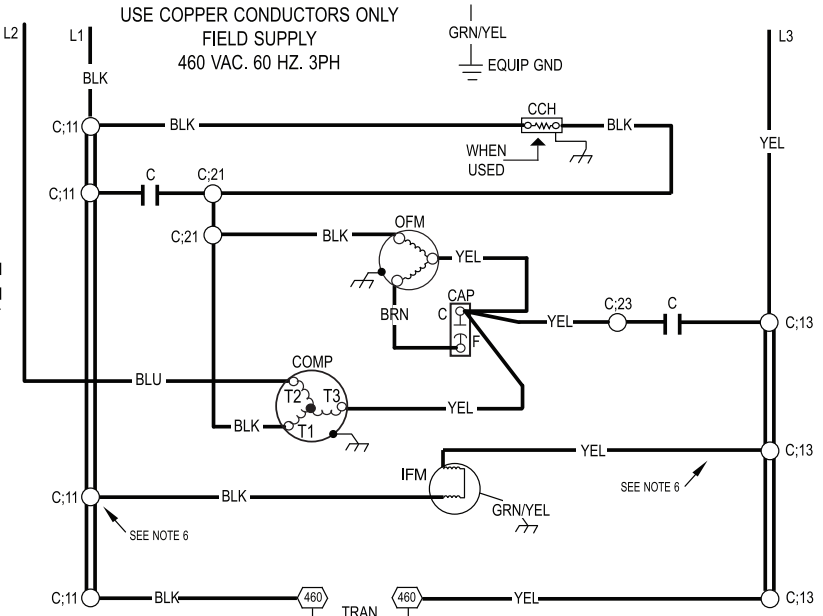 USE COPPER CONDUCTORS ONLY
FIELD SUPPLY
460 VAC. 60 HZ. 3PH
L2
L1
GRN/YEL
EQUIP GND
L3
BLK
C;11
BLK
CCH
BLK
WHEN
USED
YEL
C;11
C
C;21
C;21
BLK
OFM
YEL
CAP
C
BRN
F
YEL
C;23
C
C;13
COMP
BLU
T2
T3
T1
BLK
YEL
IFM
YEL
C;13
C;11
BLK
GRN/YEL
SEE NOTE 6
SEE NOTE 6
C;11
BLK
460
TRAN
460
YEL
C;13